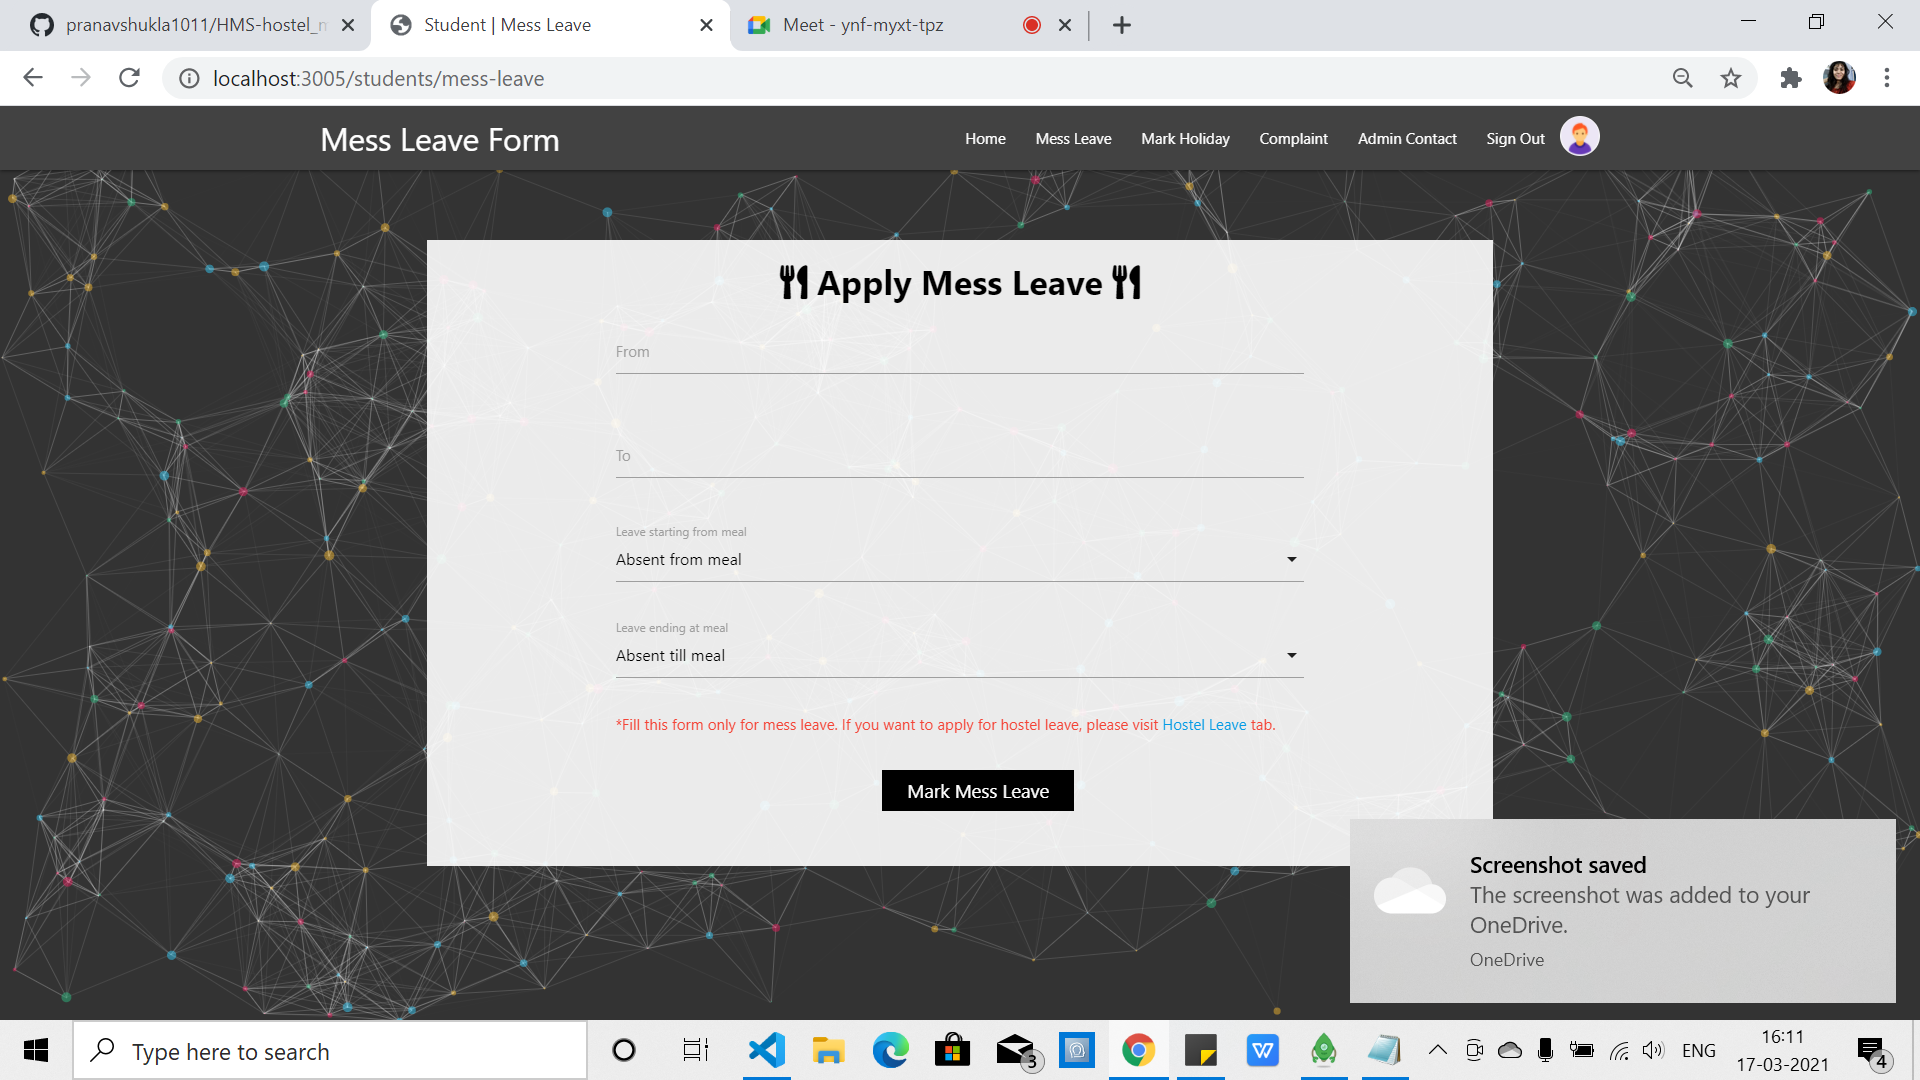 pranavshukla1011/HMS-hostel_m
Student | Mess Leave
Meet - ynf-myxt-tpz
localhost:3005/students/mess-leave
Mess Leave Form
Home
Mess Leave
Mark Holiday
Complaint
Admin Contact
Sign Out
Apply Mess Leave
From
To
Leave starting from meal
Absent from meal
Leave ending at meal
Absent till meal
*Fill this form only for mess leave. If you want to apply for hostel leave, please visit Hostel Leave tab.
Mark Mess Leave
Screenshot saved
The screenshot was added to your
OneDrive.
OneDrive
Type here to search
3
W
ENG
16:11
17-03-2021
4